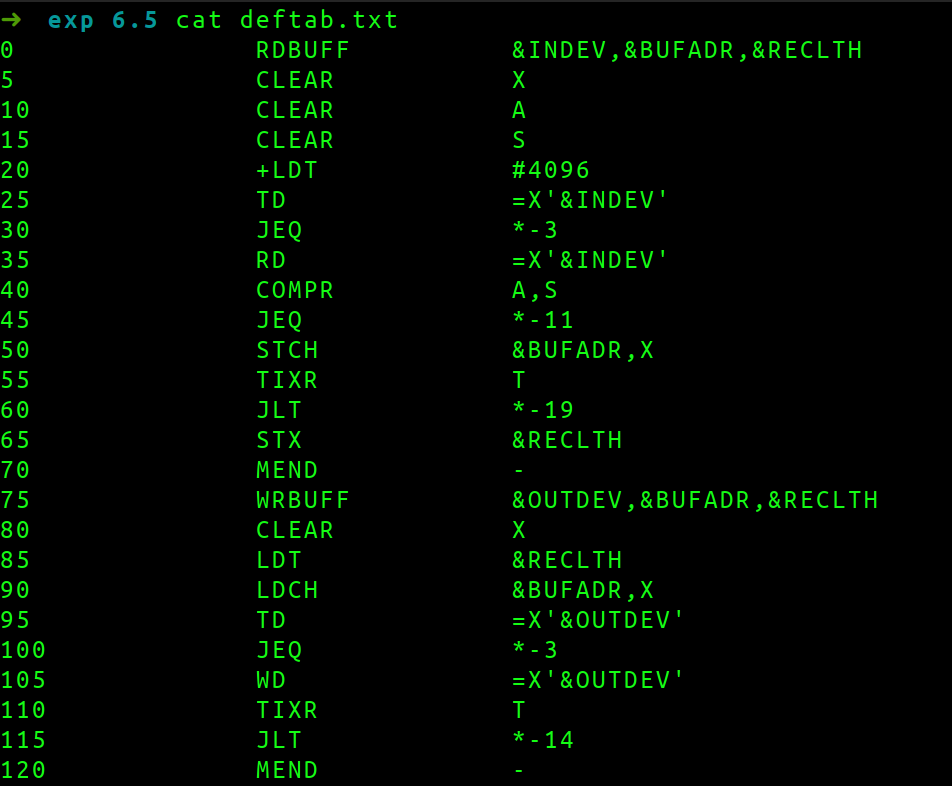 ➜ exp 6.5 cat deftab.txt
0 RDBUFF &INDEV,&BUFADR,&RECLTH
5 CLEAR X
10 CLEAR A
15 CLEAR S
20 +LDT #4096
25 TD =X'&INDEV'
30 JEQ *-3
35 RD =X'&INDEV'
40 COMPR A,S
45 JEQ *-11
50 STCH &BUFADR,X
55 TIXR T
60 JLT *-19
65 STX &RECLTH
70 MEND -
75 WRBUFF &OUTDEV,&BUFADR,&RECLTH
80 CLEAR X
85 LDT &RECLTH
90 LDCH &BUFADR,X
95 TD =X'&OUTDEV'
100 JEQ *-3
105 WD =X'&OUTDEV'
110 TIXR T
115 JLT *-14
120 MEND -